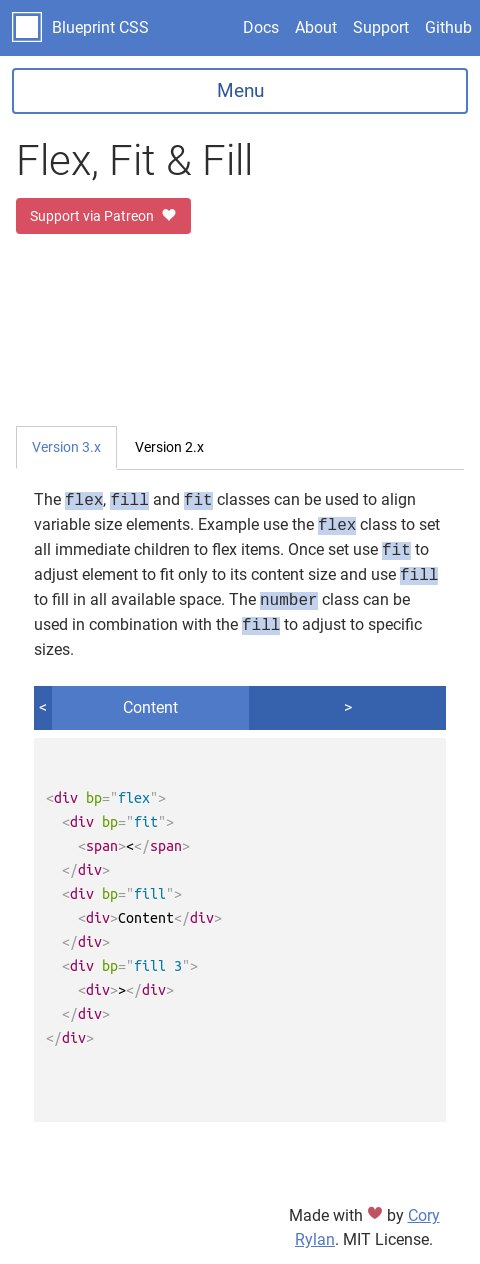 Blueprint CSS Docs About Support Github
Menu
Flex, Fit & Fill
Support via Patreon
Version 3.x Version 2.x
The flex, fill and fit classes can be used to align
variable size elements. Example use the flex class to set
all immediate children to flex items. Once set use fit to
adjust element to fit only to its content size and use fill
to fill in all available space. The number class can be
used in combination with the fill to adjust to specific
sizes.
< Content >
<div bp="flex">
  <div bp="fit">
    <span><</span>
  </div>
  <div bp="fill">
    <div>Content</div>
  </div>
  <div bp="fill 3">
    <div>></div>
  </div>
</div>
Made with ❤ by Cory
Rylan. MIT License.